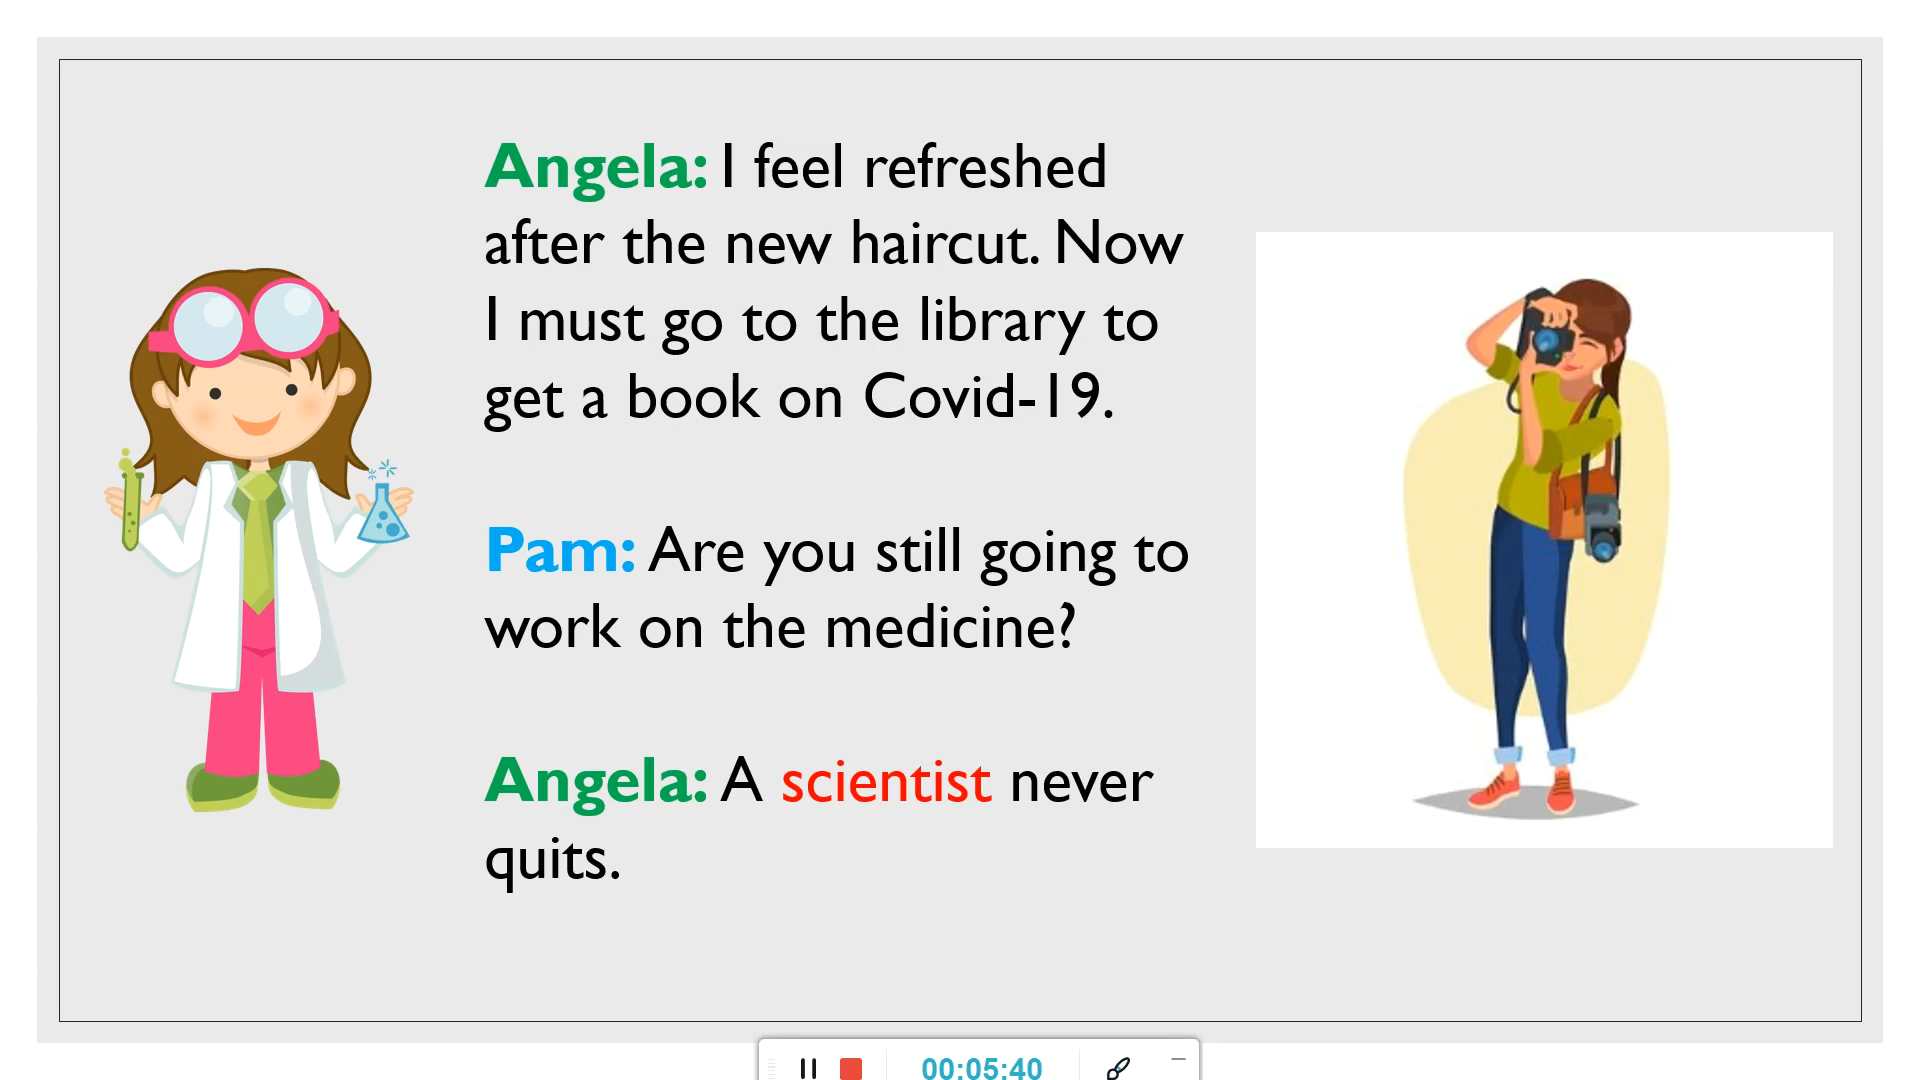 Angela: I feel refreshed
after the new haircut. Now
I must go to the library to
get a book on Covid-19.
Pam: Are you still going to
work on the medicine?
Angela: A scientist never
quits.
00:05:40